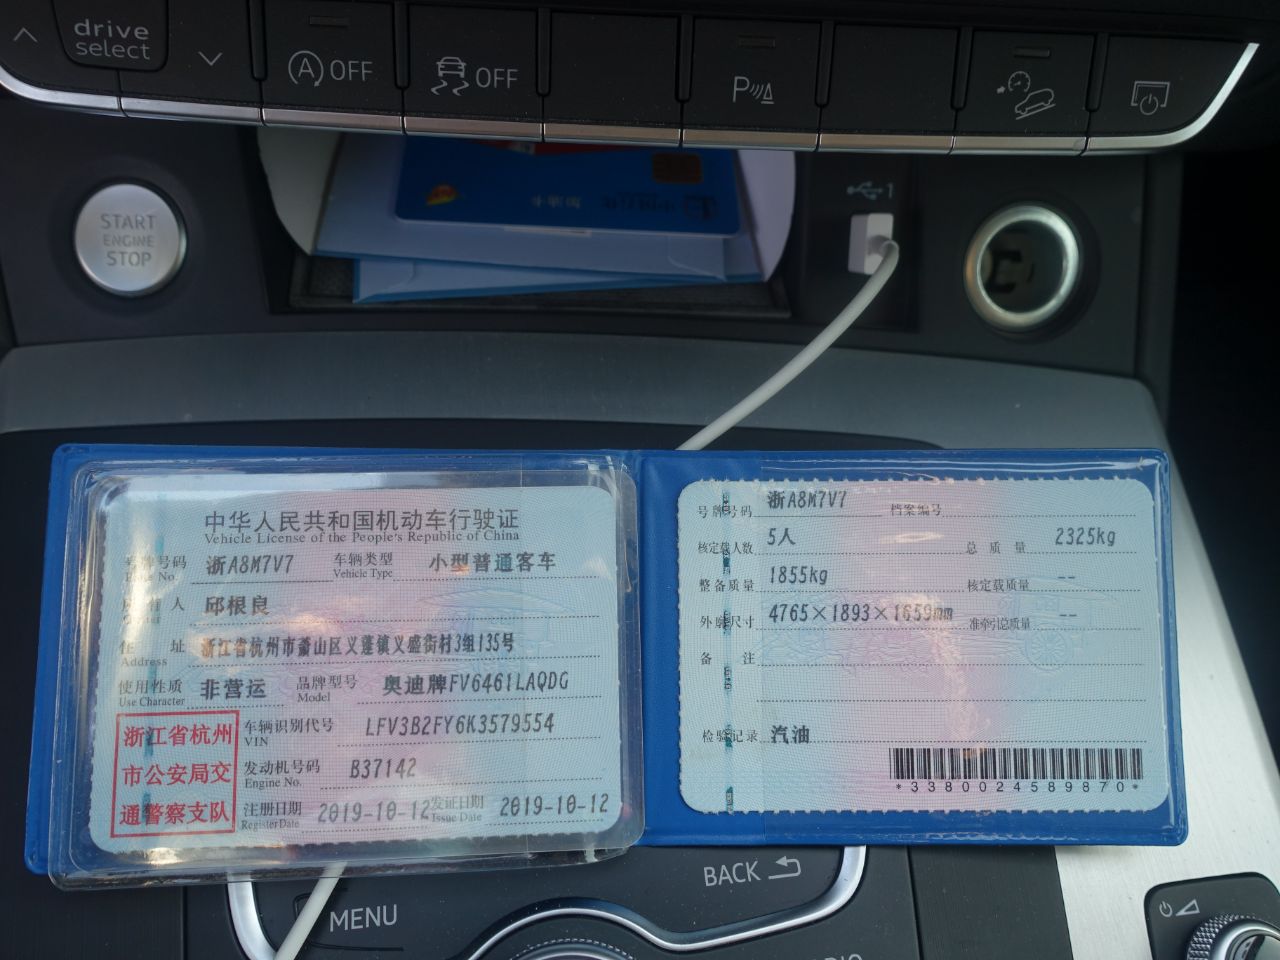 drive
select
OFF
OFF
P
START
ENGINE
STOP
1
加油卡
中华人民共和国机动车行驶证
Vehicle License of the People's Republic of China
号牌号码 浙A8M7V7 车辆类型 小型普通客车
Plate No. Vehicle Type
人 邱根良
住 址 浙江省杭州市萧山区义蓬镇义盛街村3组135号
Address
使用性质 非营运 品牌型号 奥迪牌FV6461LAQDG
Use Character Model
浙江省杭州
市公安局交
通警察支队
车辆识别代号 LFV3B2FY6K3579554
VIN
发动机号码 B37142
Engine No.
注册日期 2019-10-12 发证日期 2019-10-12
Register Date Issue Date
号牌号码 浙A8M7V7 档案编号
核定载人数 5人 总质量 2325kg
整备质量 1855kg 核定载质量 --
外廓尺寸 4765×1893×1659mm 准牵引总质量 --
备 注
检验记录 汽油
*3380024589870*
BACK
MENU